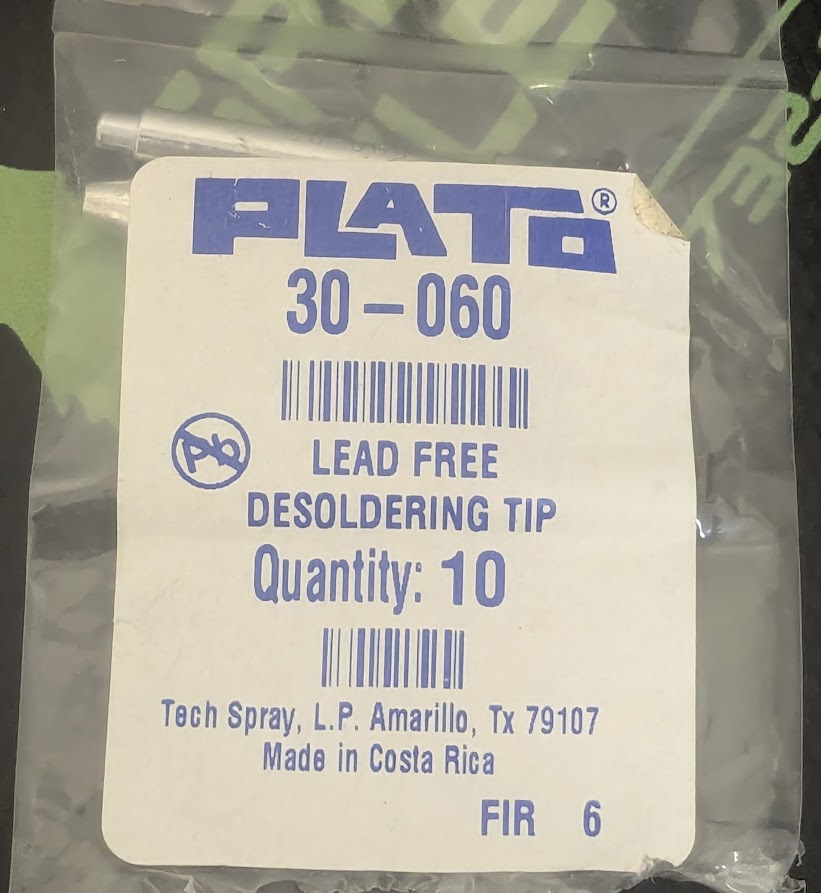 PLATO®
30-060
Pb
LEAD FREE
DESOLDERING TIP
Quantity: 10
Tech Spray, L.P. Amarillo, Tx 79107
Made in Costa Rica
FIR 6